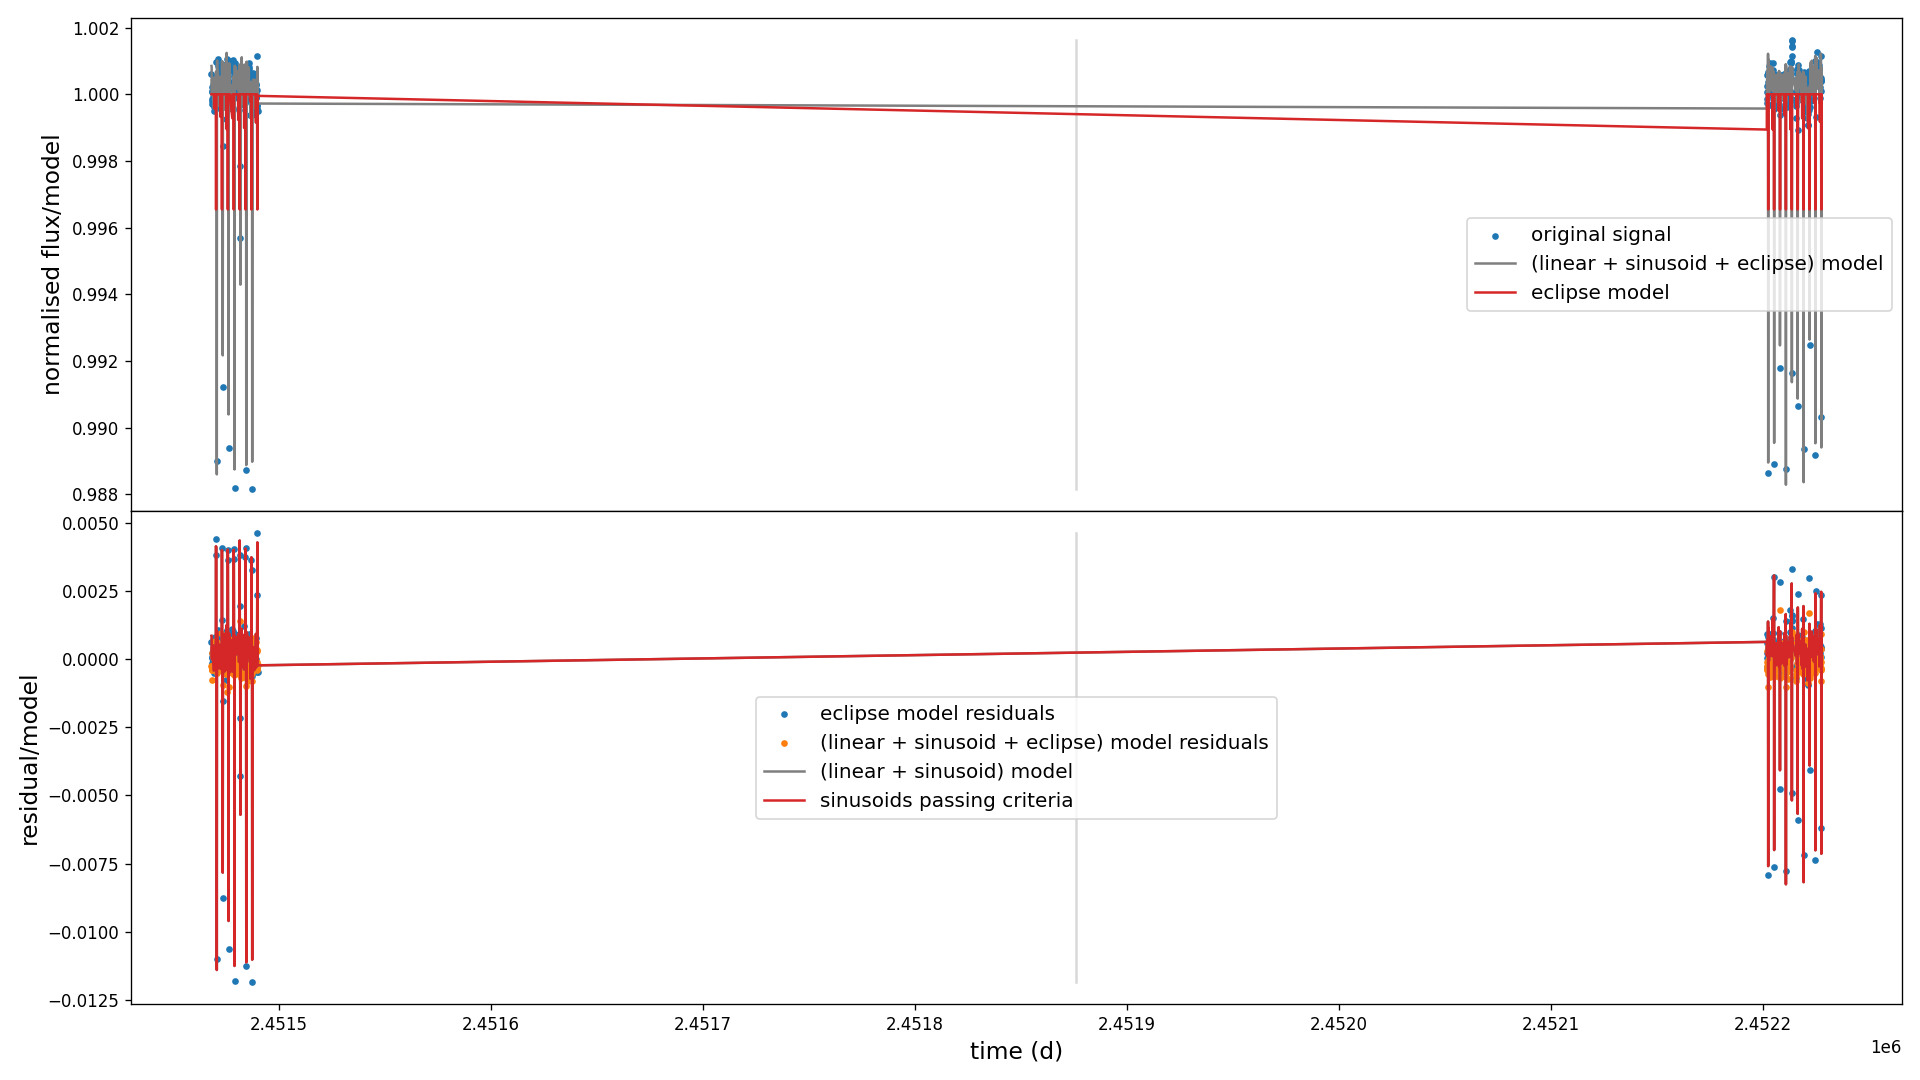 1.002
1.000
0.998
0.996
0.994
0.992
0.990
0.988
normalised flux/model
original signal
(linear + sinusoid + eclipse) model
eclipse model
0.0050
0.0025
0.0000
−0.0025
−0.0050
−0.0075
−0.0100
−0.0125
residual/model
eclipse model residuals
(linear + sinusoid + eclipse) model residuals
(linear + sinusoid) model
sinusoids passing criteria
2.4515
2.4516
2.4517
2.4518
2.4519
2.4520
2.4521
2.4522
1e6
time (d)